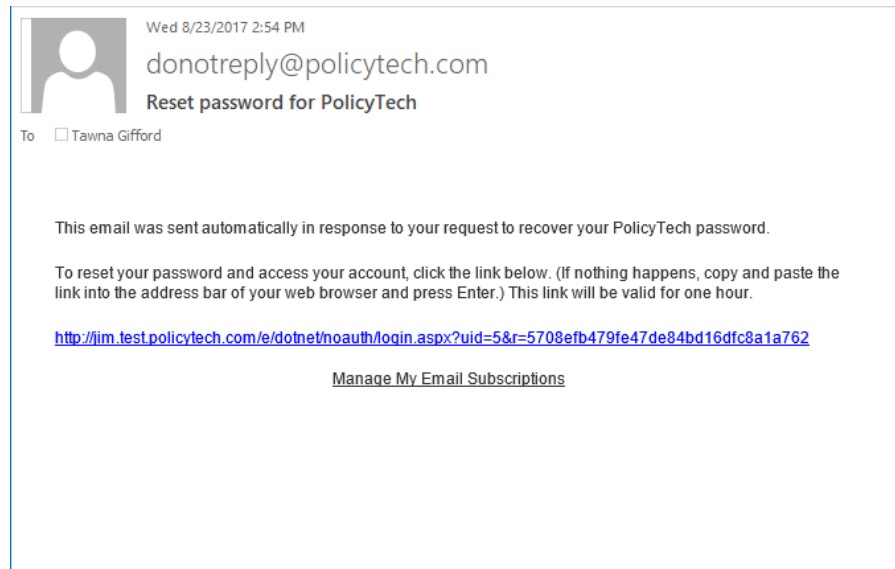 Wed 8/23/2017 2:54 PM
donotreply@policytech.com
Reset password for PolicyTech
To Tawna Gifford
This email was sent automatically in response to your request to recover your PolicyTech password.
To reset your password and access your account, click the link below. (If nothing happens, copy and paste the
link into the address bar of your web browser and press Enter.) This link will be valid for one hour.
http://jim.test.policytech.com/e/dotnet/noauth/login.aspx?uid=5&r=5708efb479fe47de84bd16dfc8a1a762
Manage My Email Subscriptions